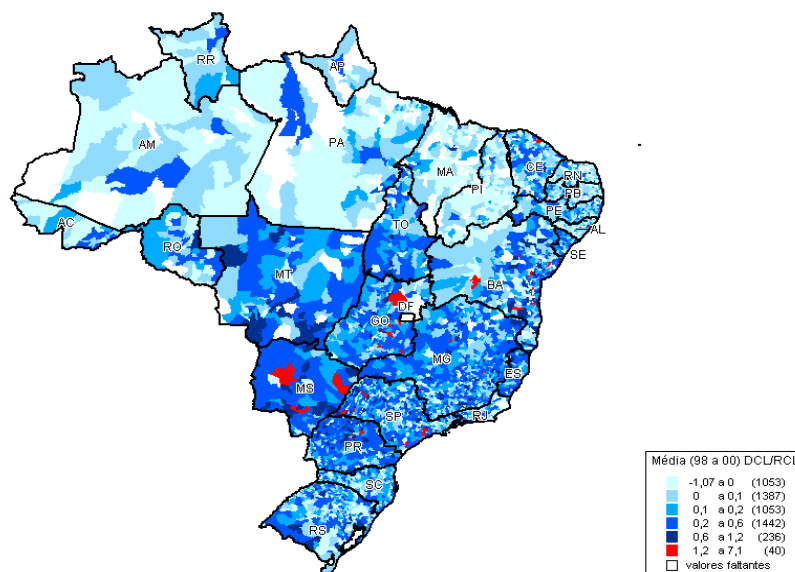 RR
AP
AM
PA
MA
CE
RN
PB
PI
PE
AL
AC
TO
SE
RO
MT
BA
DF
GO
MG
ES
MS
SP
RJ
PR
SC
RS
Média (98 a 00) DCL/RCL
-1,07 a 0 (1053)
0 a 0,1 (1387)
0,1 a 0,2 (1053)
0,2 a 0,6 (1442)
0,6 a 1,2 (236)
1,2 a 7,1 (40)
valores faltantes